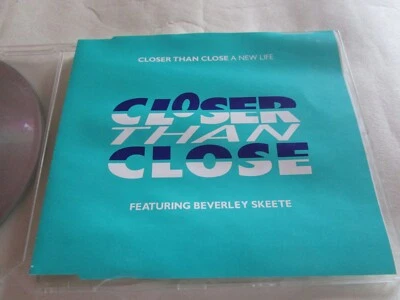 CLOSER THAN CLOSE A NEW LIFE
CLOSER
THAN
CLOSE
FEATURING BEVERLEY SKEETE